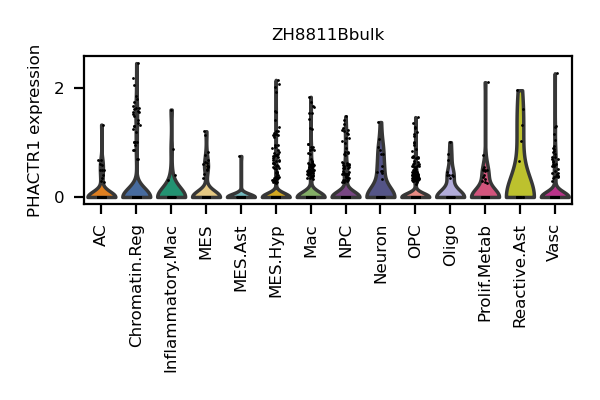 ZH8811Bbulk
PHACTR1 expression
2
0
AC
Chromatin.Reg
Inflammatory.Mac
MES
MES.Ast
MES.Hyp
Mac
NPC
Neuron
OPC
Oligo
Prolif.Metab
Reactive.Ast
Vasc